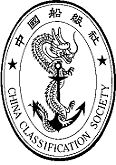 中國船級社
CHINA CLASSIFICATION SOCIETY